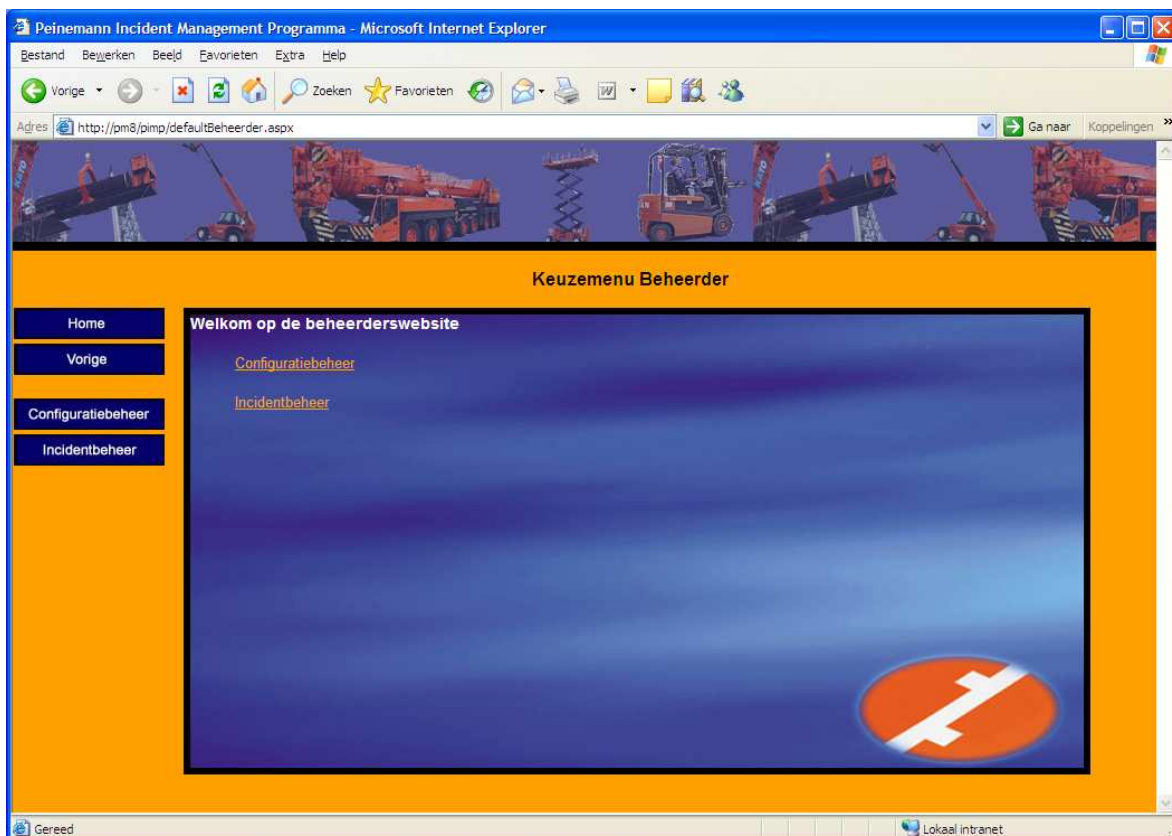 Peinemann Incident Management Programma - Microsoft Internet Explorer
Bestand Bewerken Beeld Favorieten Extra Help
Vorige Zoeken Favorieten
Adres http://pm8/pimp/defaultBeheerder.aspx Ga naar Koppelingen »
KATO KATO
Keuzemenu Beheerder
Home
Vorige
Configuratiebeheer
Incidentbeheer
Welkom op de beheerderswebsite
Configuratiebeheer
Incidentbeheer
Gereed Lokaal intranet